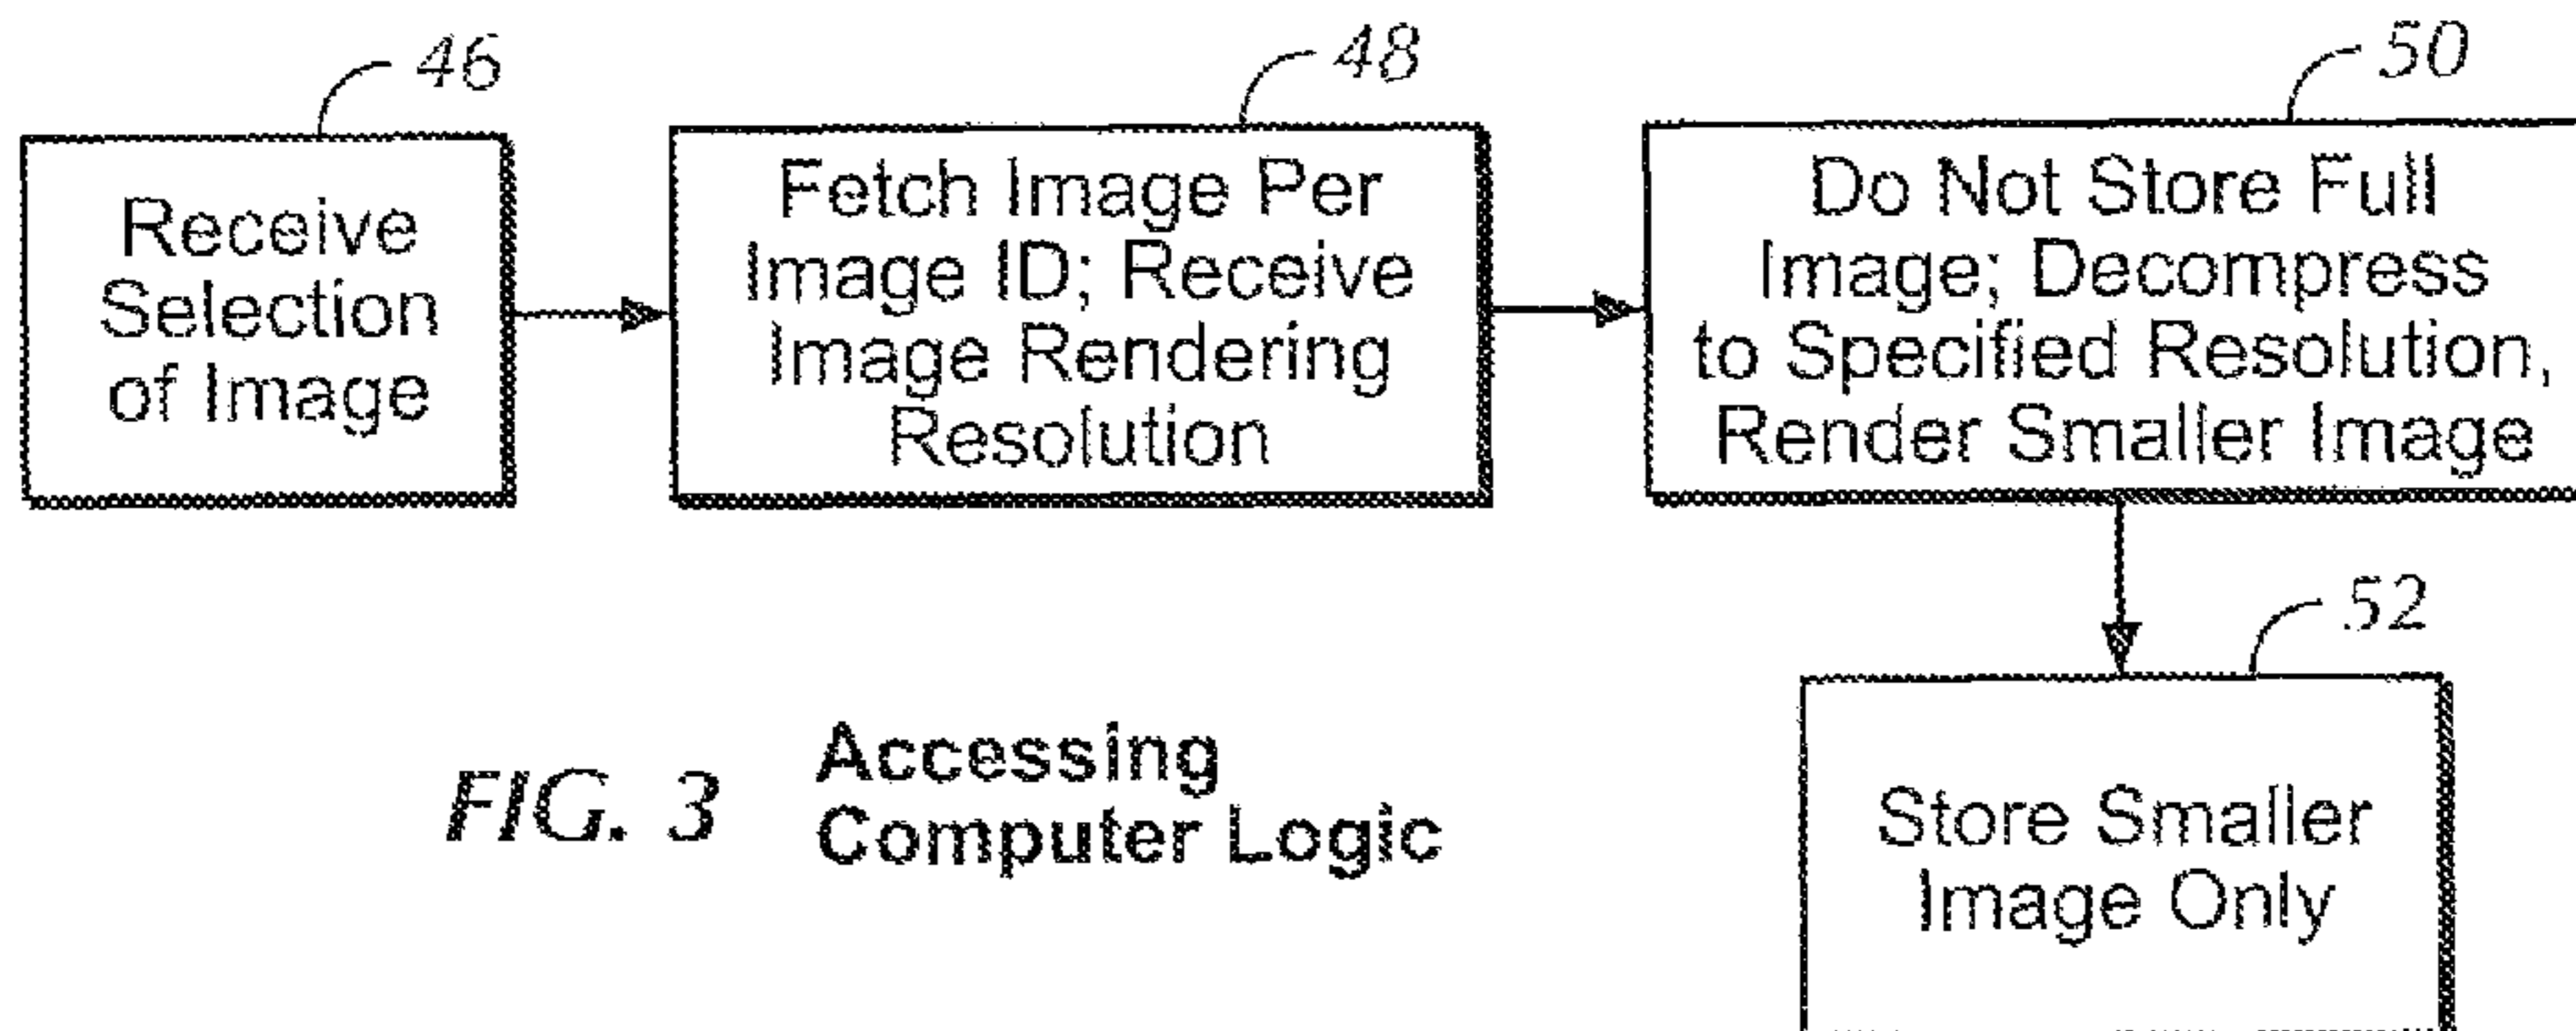 46
Receive
Selection
of Image
48
Fetch Image Per
Image ID; Receive
Image Rendering
Resolution
50
Do Not Store Full
Image; Decompress
to Specified Resolution,
Render Smaller Image
52
Store Smaller
Image Only
FIG. 3
Accessing
Computer Logic